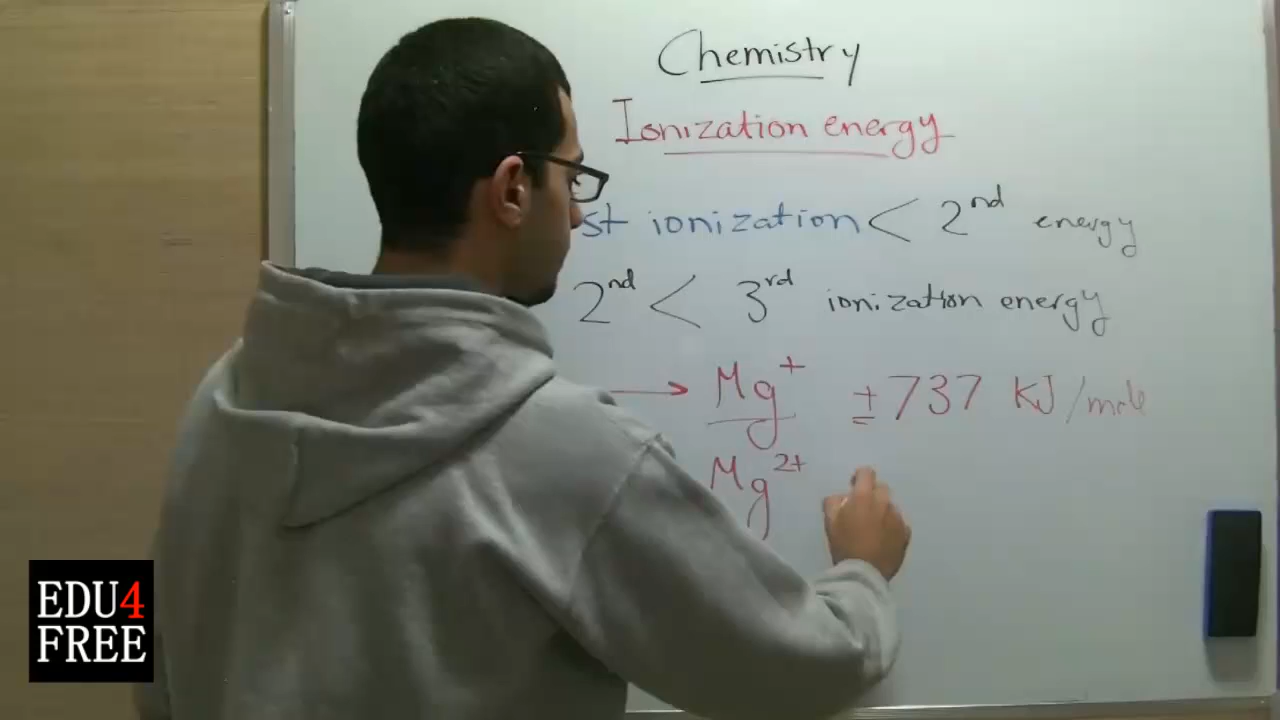 Chemistry
Ionization energy
st ionization < 2nd energy
2nd < 3rd ionization energy
→ Mg+ ± 737 KJ/mole
Mg2+
EDU4
FREE